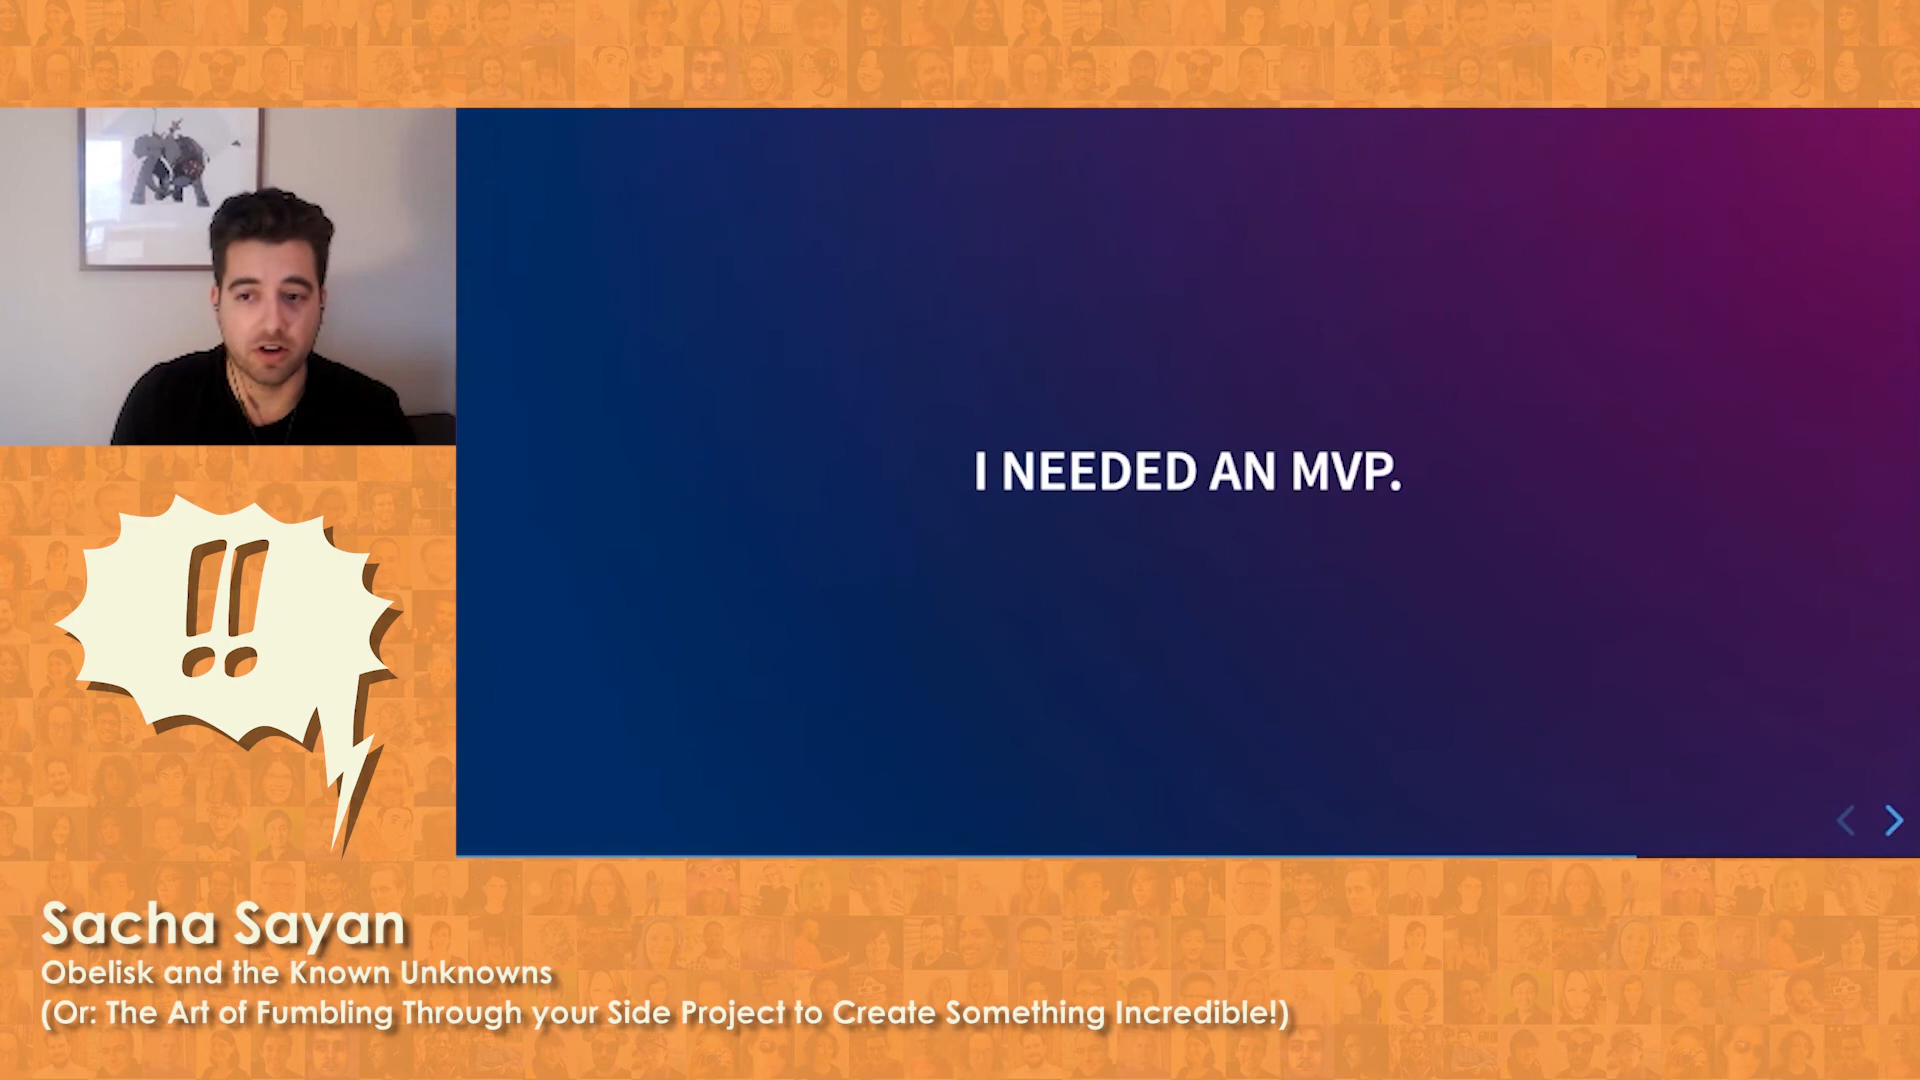 I NEEDED AN MVP.
!!
Sacha Sayan
Obelisk and the Known Unknowns
(Or: The Art of Fumbling Through your Side Project to Create Something Incredible!)